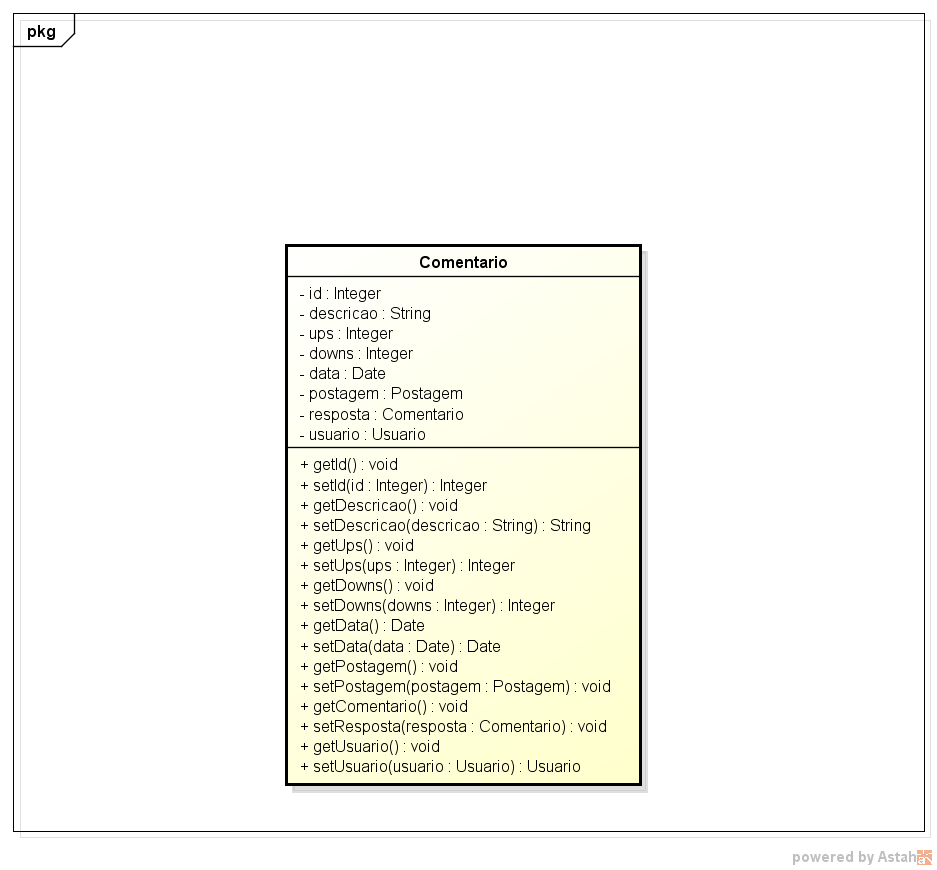 pkg
Comentario
- id : Integer
- descricao : String
- ups : Integer
- downs : Integer
- data : Date
- postagem : Postagem
- resposta : Comentario
- usuario : Usuario
+ getId() : void
+ setId(id : Integer) : Integer
+ getDescricao() : void
+ setDescricao(descricao : String) : String
+ getUps() : void
+ setUps(ups : Integer) : Integer
+ getDowns() : void
+ setDowns(downs : Integer) : Integer
+ getData() : Date
+ setData(data : Date) : Date
+ getPostagem() : void
+ setPostagem(postagem : Postagem) : void
+ getComentario() : void
+ setResposta(resposta : Comentario) : void
+ getUsuario() : void
+ setUsuario(usuario : Usuario) : Usuario
powered by Astah